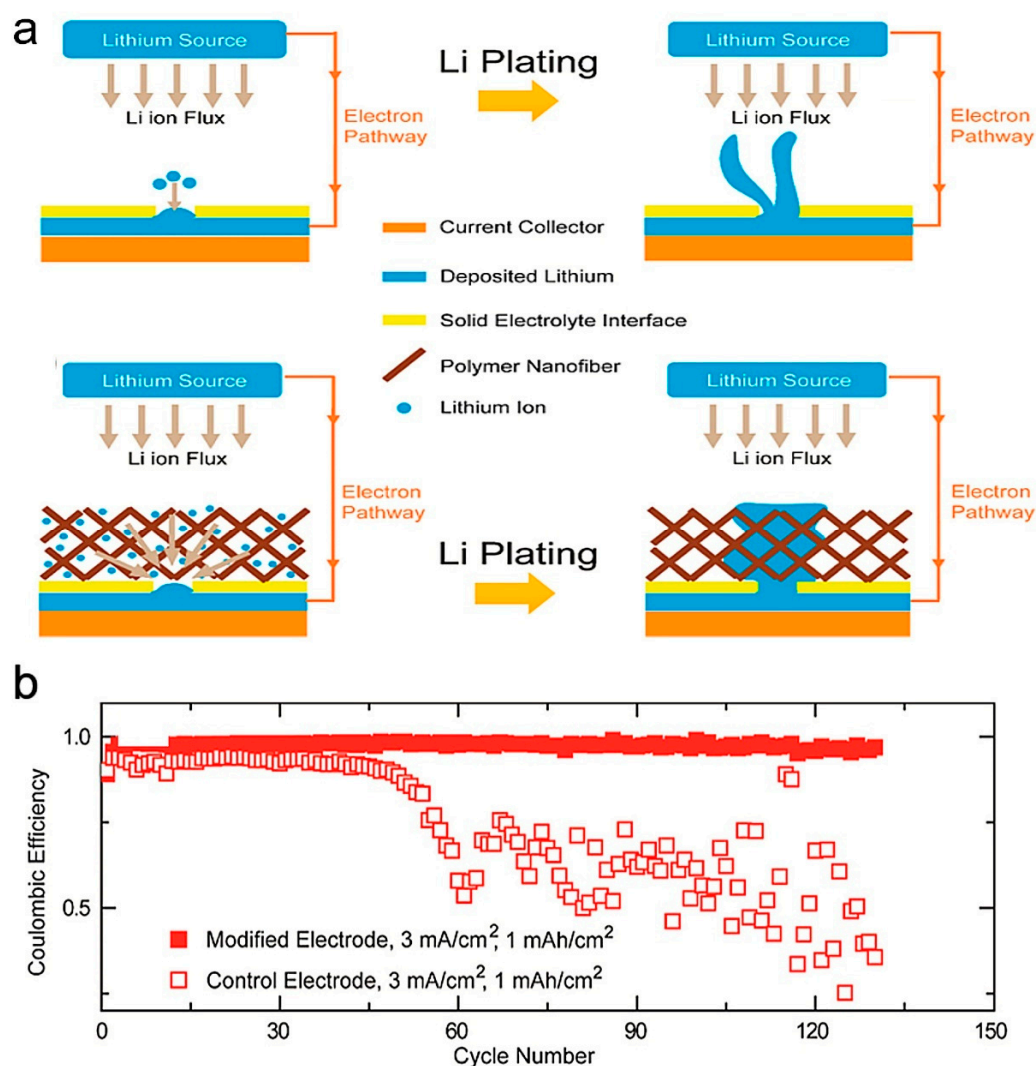 a
Lithium Source
Li ion Flux
Electron
Pathway
Li Plating
Lithium Source
Li ion Flux
Electron
Pathway
Current Collector
Deposited Lithium
Solid Electrolyte Interface
Polymer Nanofiber
Lithium Ion
Lithium Source
Li ion Flux
Electron
Pathway
Li Plating
Lithium Source
Li ion Flux
Electron
Pathway
b
Coulombic Efficiency
1.0
0.5
Modified Electrode, 3 mA/cm², 1 mAh/cm²
Control Electrode, 3 mA/cm², 1 mAh/cm²
0 30 60 90 120 150
Cycle Number